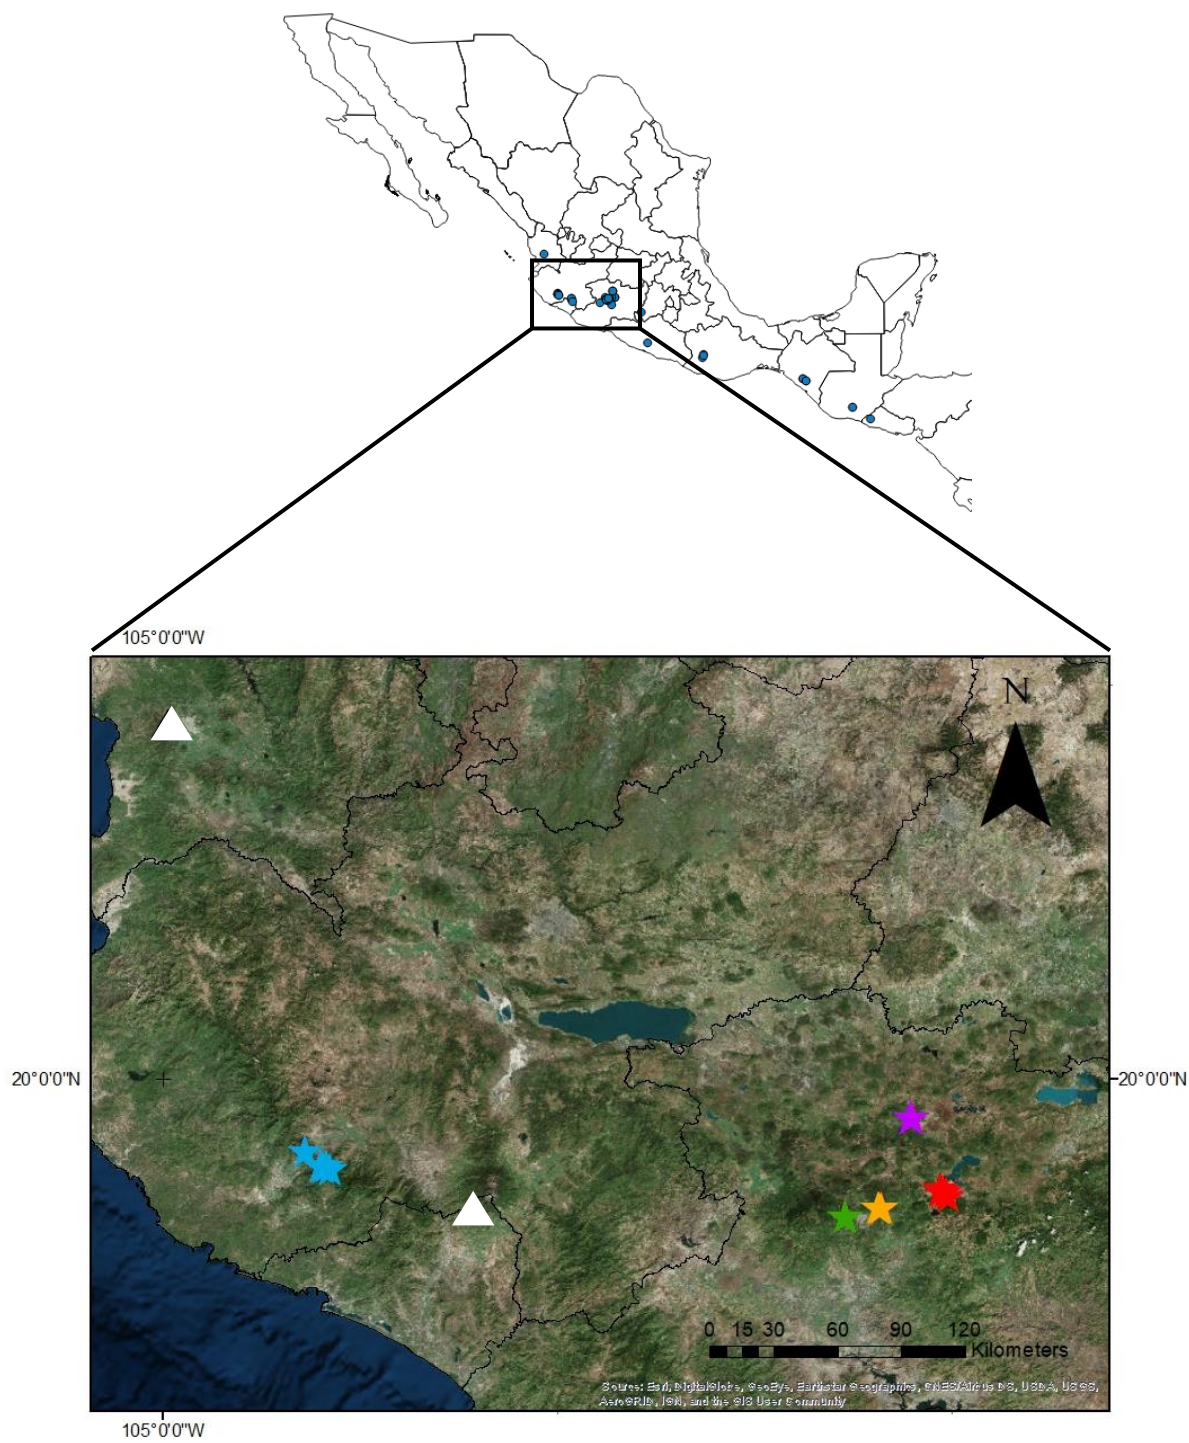 105°0'0"W
N
20°0'0"N
20°0'0"N
0 15 30 60 90 120
Kilometers
Source: Esri, DigitalGlobe, GeoEye, Earthstar Geographics, CNES/Airbus DS, USDA, USGS,
AeroGRID, IGN, and the GIS User Community
105°0'0"W